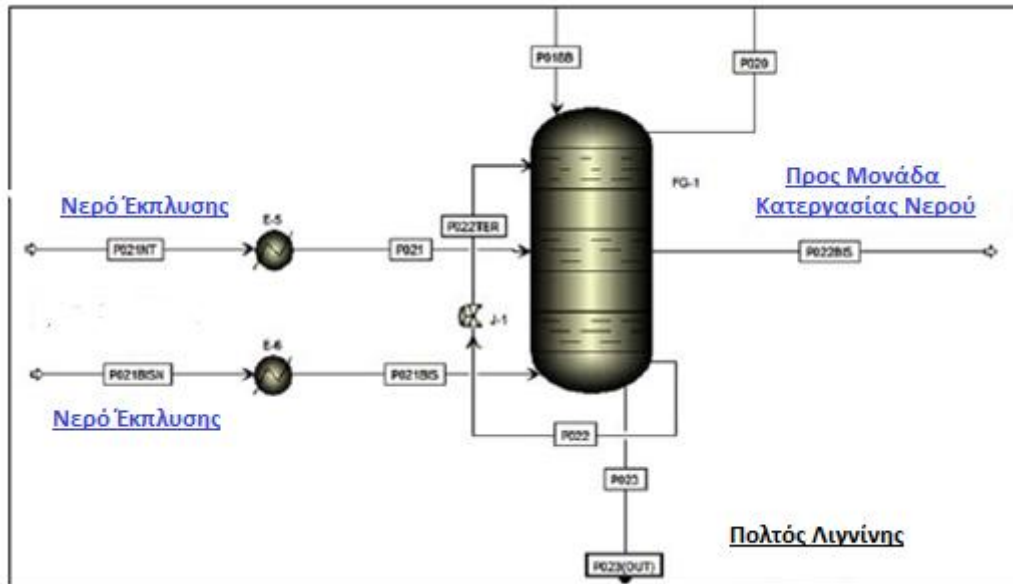 P018B
P020
FG-1
Προς Μονάδα
Κατεργασίας Νερού
Νερό Έκπλυσης
E-5
P022TER
P021NT
P021
P022BIS
J-1
E-6
P021BISN
P021BIS
Νερό Έκπλυσης
P022
P023
Πολτός Λιγνίνης
P023(OUT)